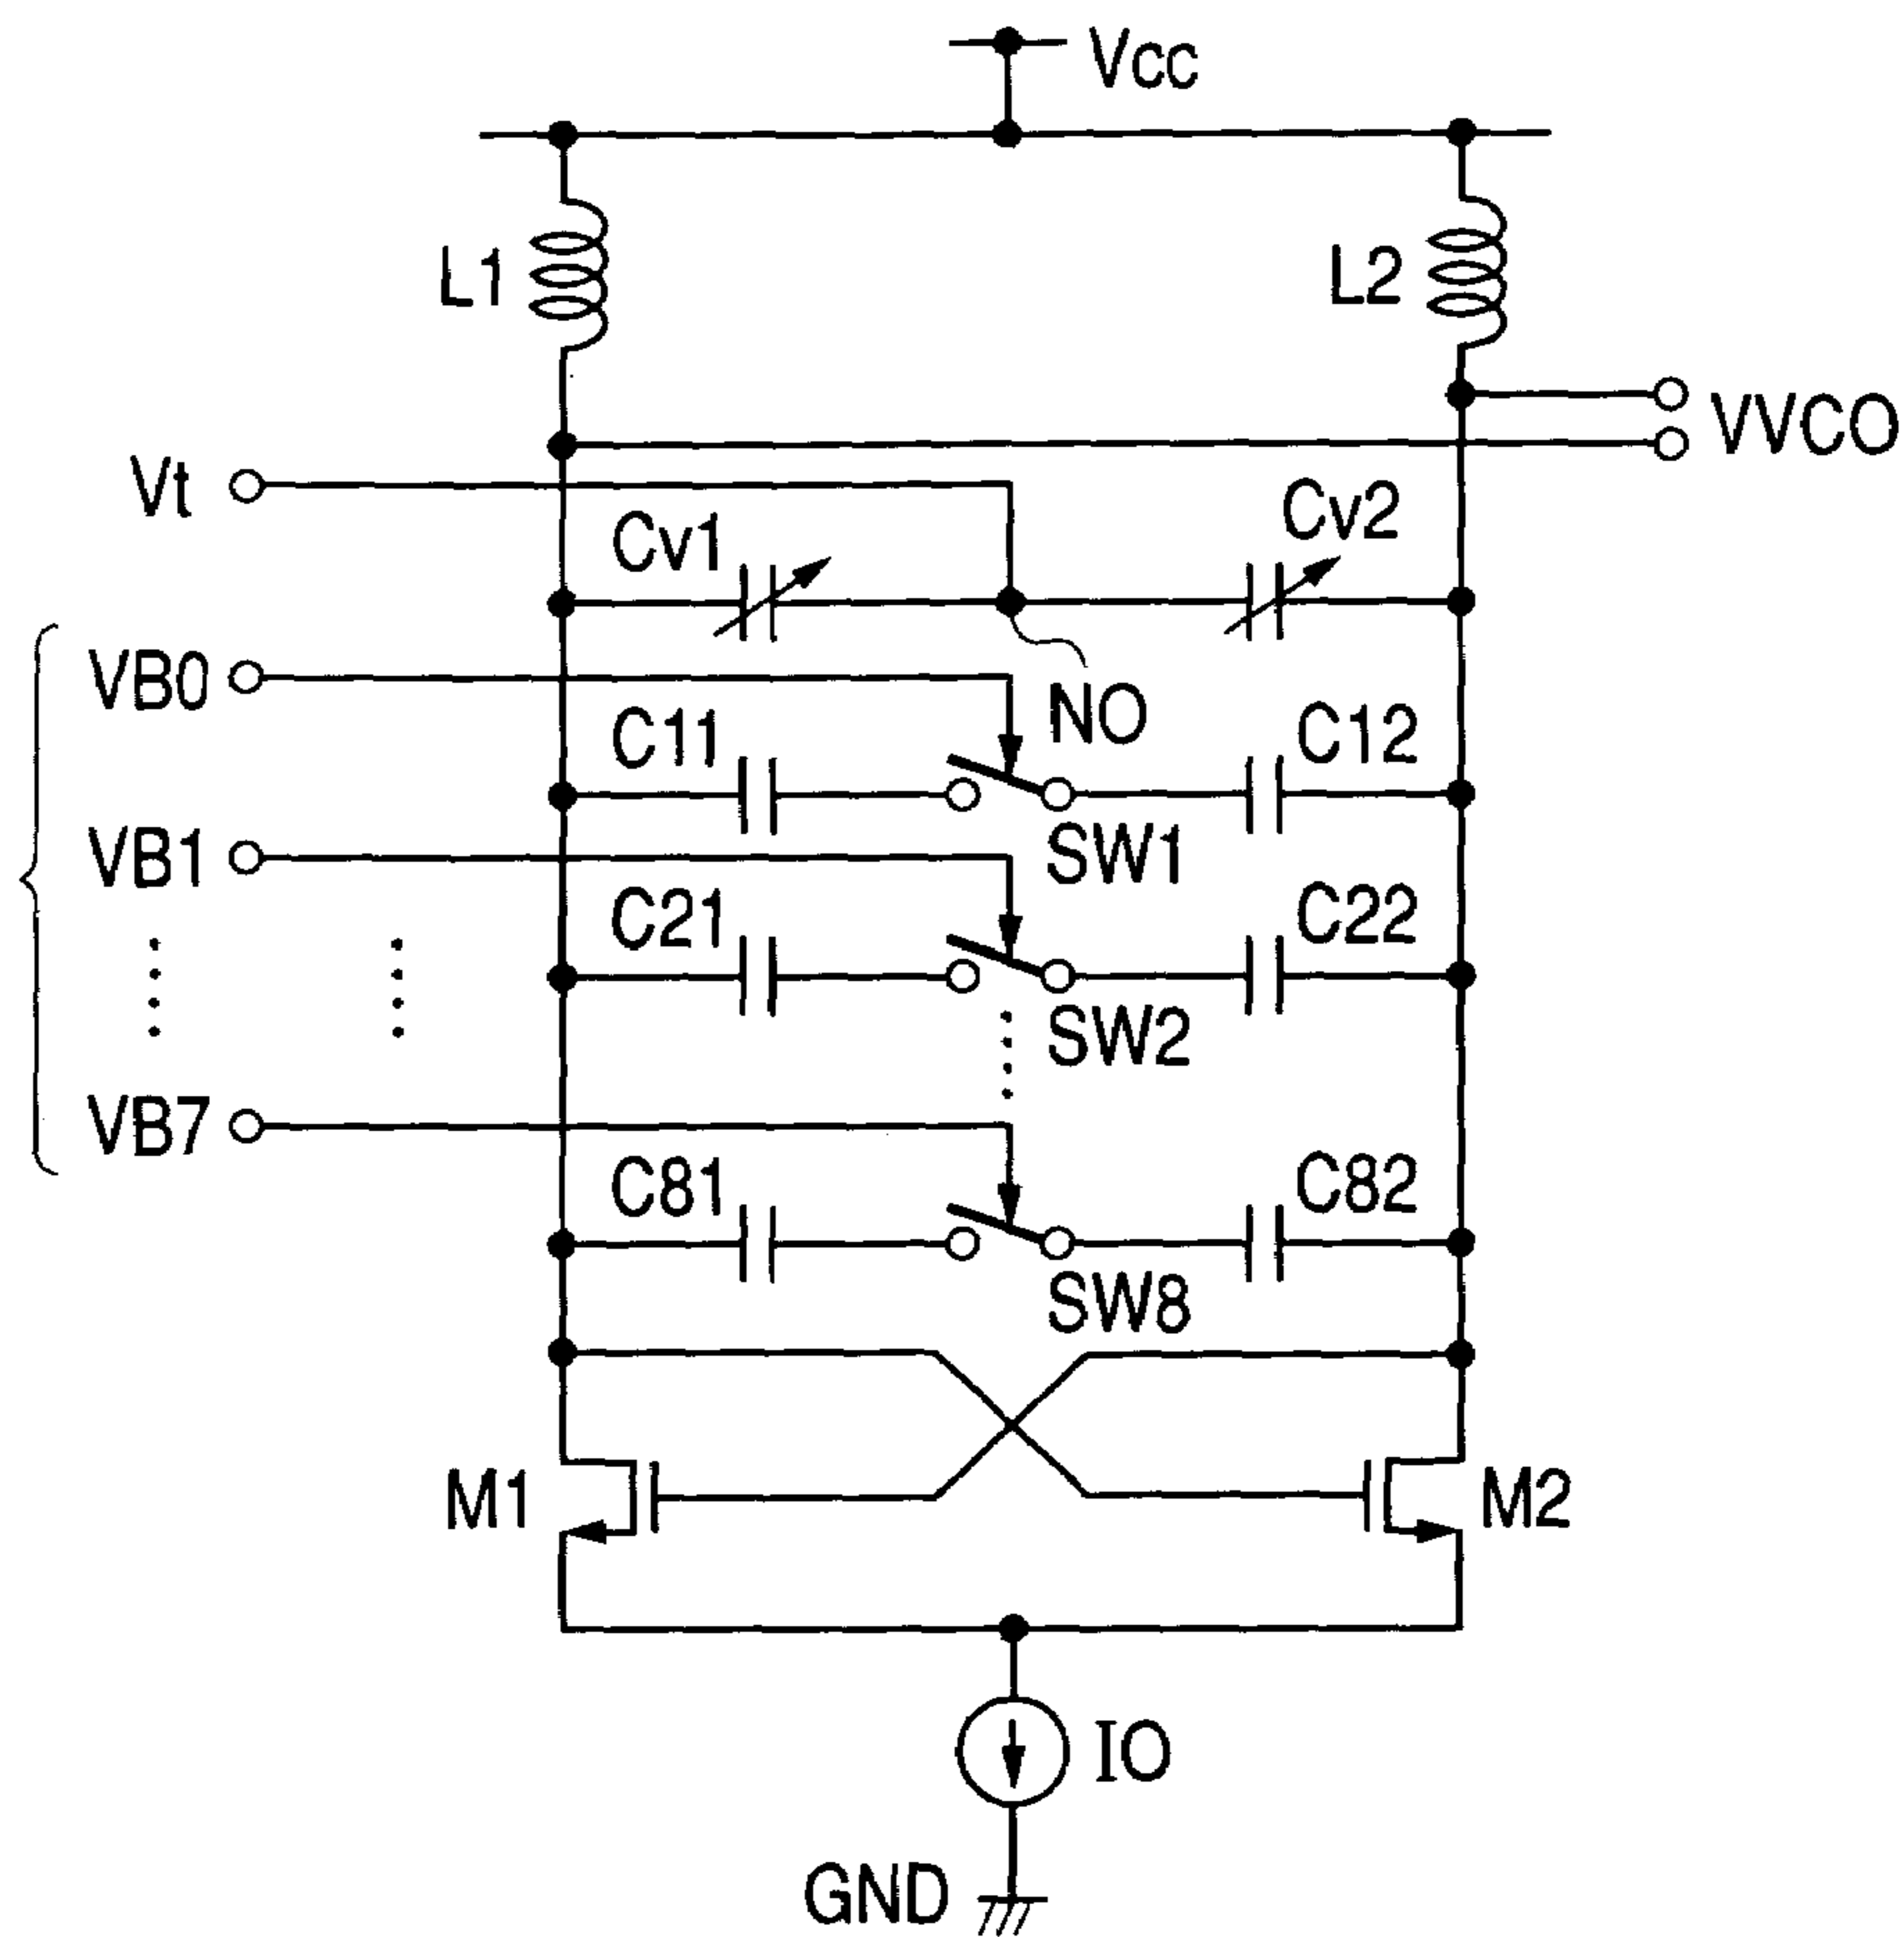 Vcc
L1
L2
VVCO
Vt
Cv1
Cv2
VB0
NO
C11
C12
SW1
VB1
C21
C22
SW2
VB7
C81
C82
SW8
M1
M2
IO
GND